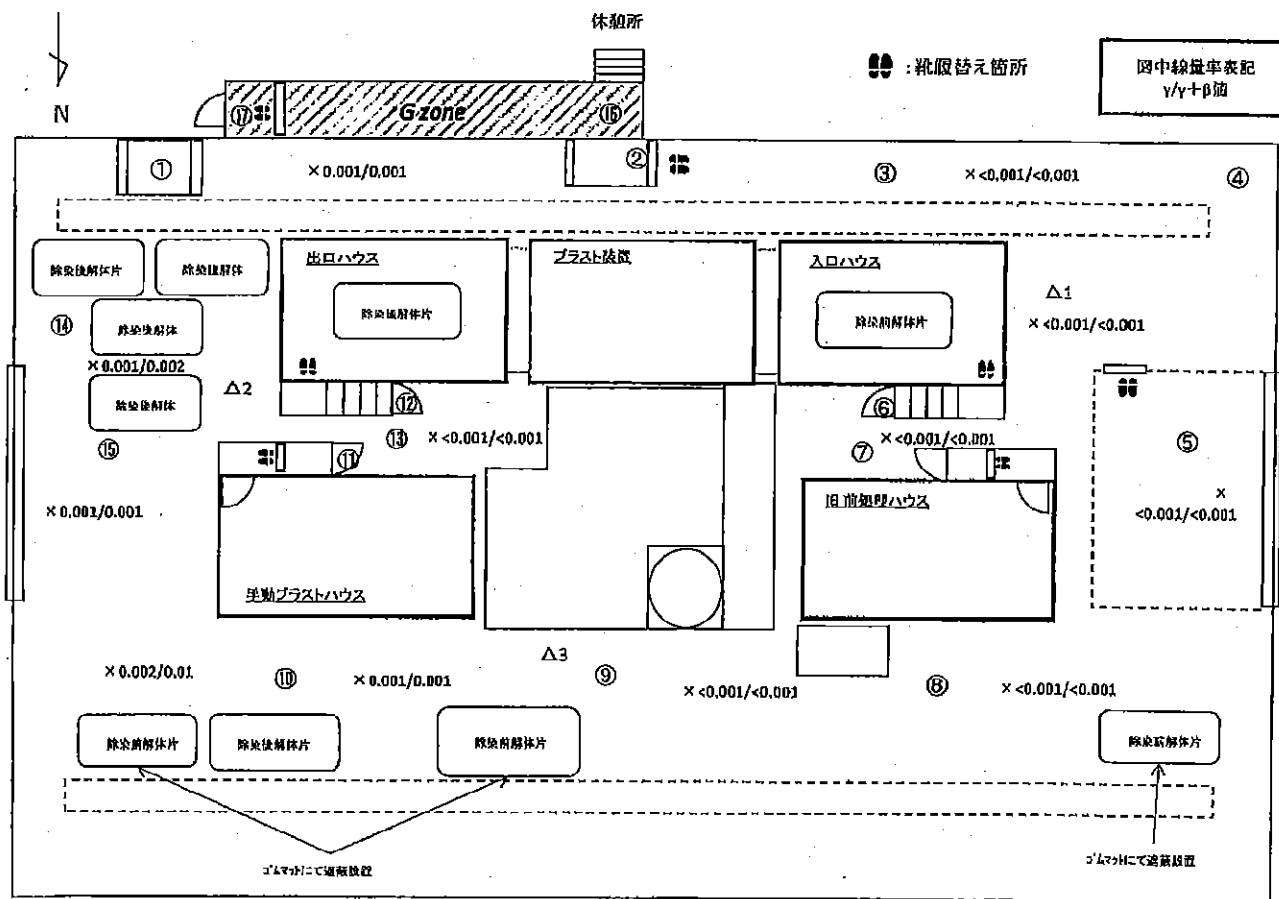 休憩所
:靴履替え箇所
図中線量率表記
γ/γ+β値
N
⑰
G zone
⑯
①
×0.001/0.001
②
③
×<0.001/<0.001
④
除染後解体片
除染後解体
出口ハウス
除染後解体片
ブラスト装置
入口ハウス
除染前解体片
△1
×<0.001/<0.001
⑭
除染後解体
×0.001/0.002
除染後解体
△2
⑫
⑥
⑮
⑬
×<0.001/<0.001
×<0.001/<0.001
⑤
⑪
⑦
×0.001/0.001
旧前処理ハウス
×
<0.001/<0.001
手動ブラストハウス
△3
×0.002/0.01
⑩
×0.001/0.001
⑨
×<0.001/<0.001
⑧
×<0.001/<0.001
除染前解体片
除染後解体片
除染前解体片
除染前解体片
ゴムマットにて遮蔽設置
ゴムマットにて遮蔽設置